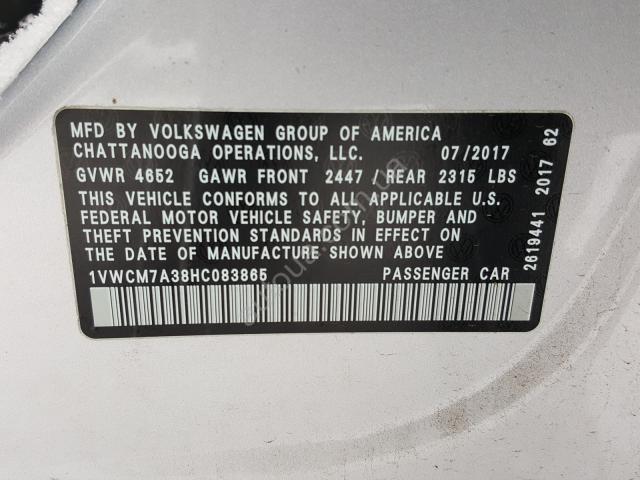 MFD BY VOLKSWAGEN GROUP OF AMERICA
CHATTANOOGA OPERATIONS, LLC. 07/2017
GVWR 4652 GAWR FRONT 2447 / REAR 2315 LBS
THIS VEHICLE CONFORMS TO ALL APPLICABLE U.S.
FEDERAL MOTOR VEHICLE SAFETY, BUMPER AND
THEFT PREVENTION STANDARDS IN EFFECT ON
THE DATE OF MANUFACTURE SHOWN ABOVE
1VWCM7A38HC083865 PASSENGER CAR
2619441 2017 62